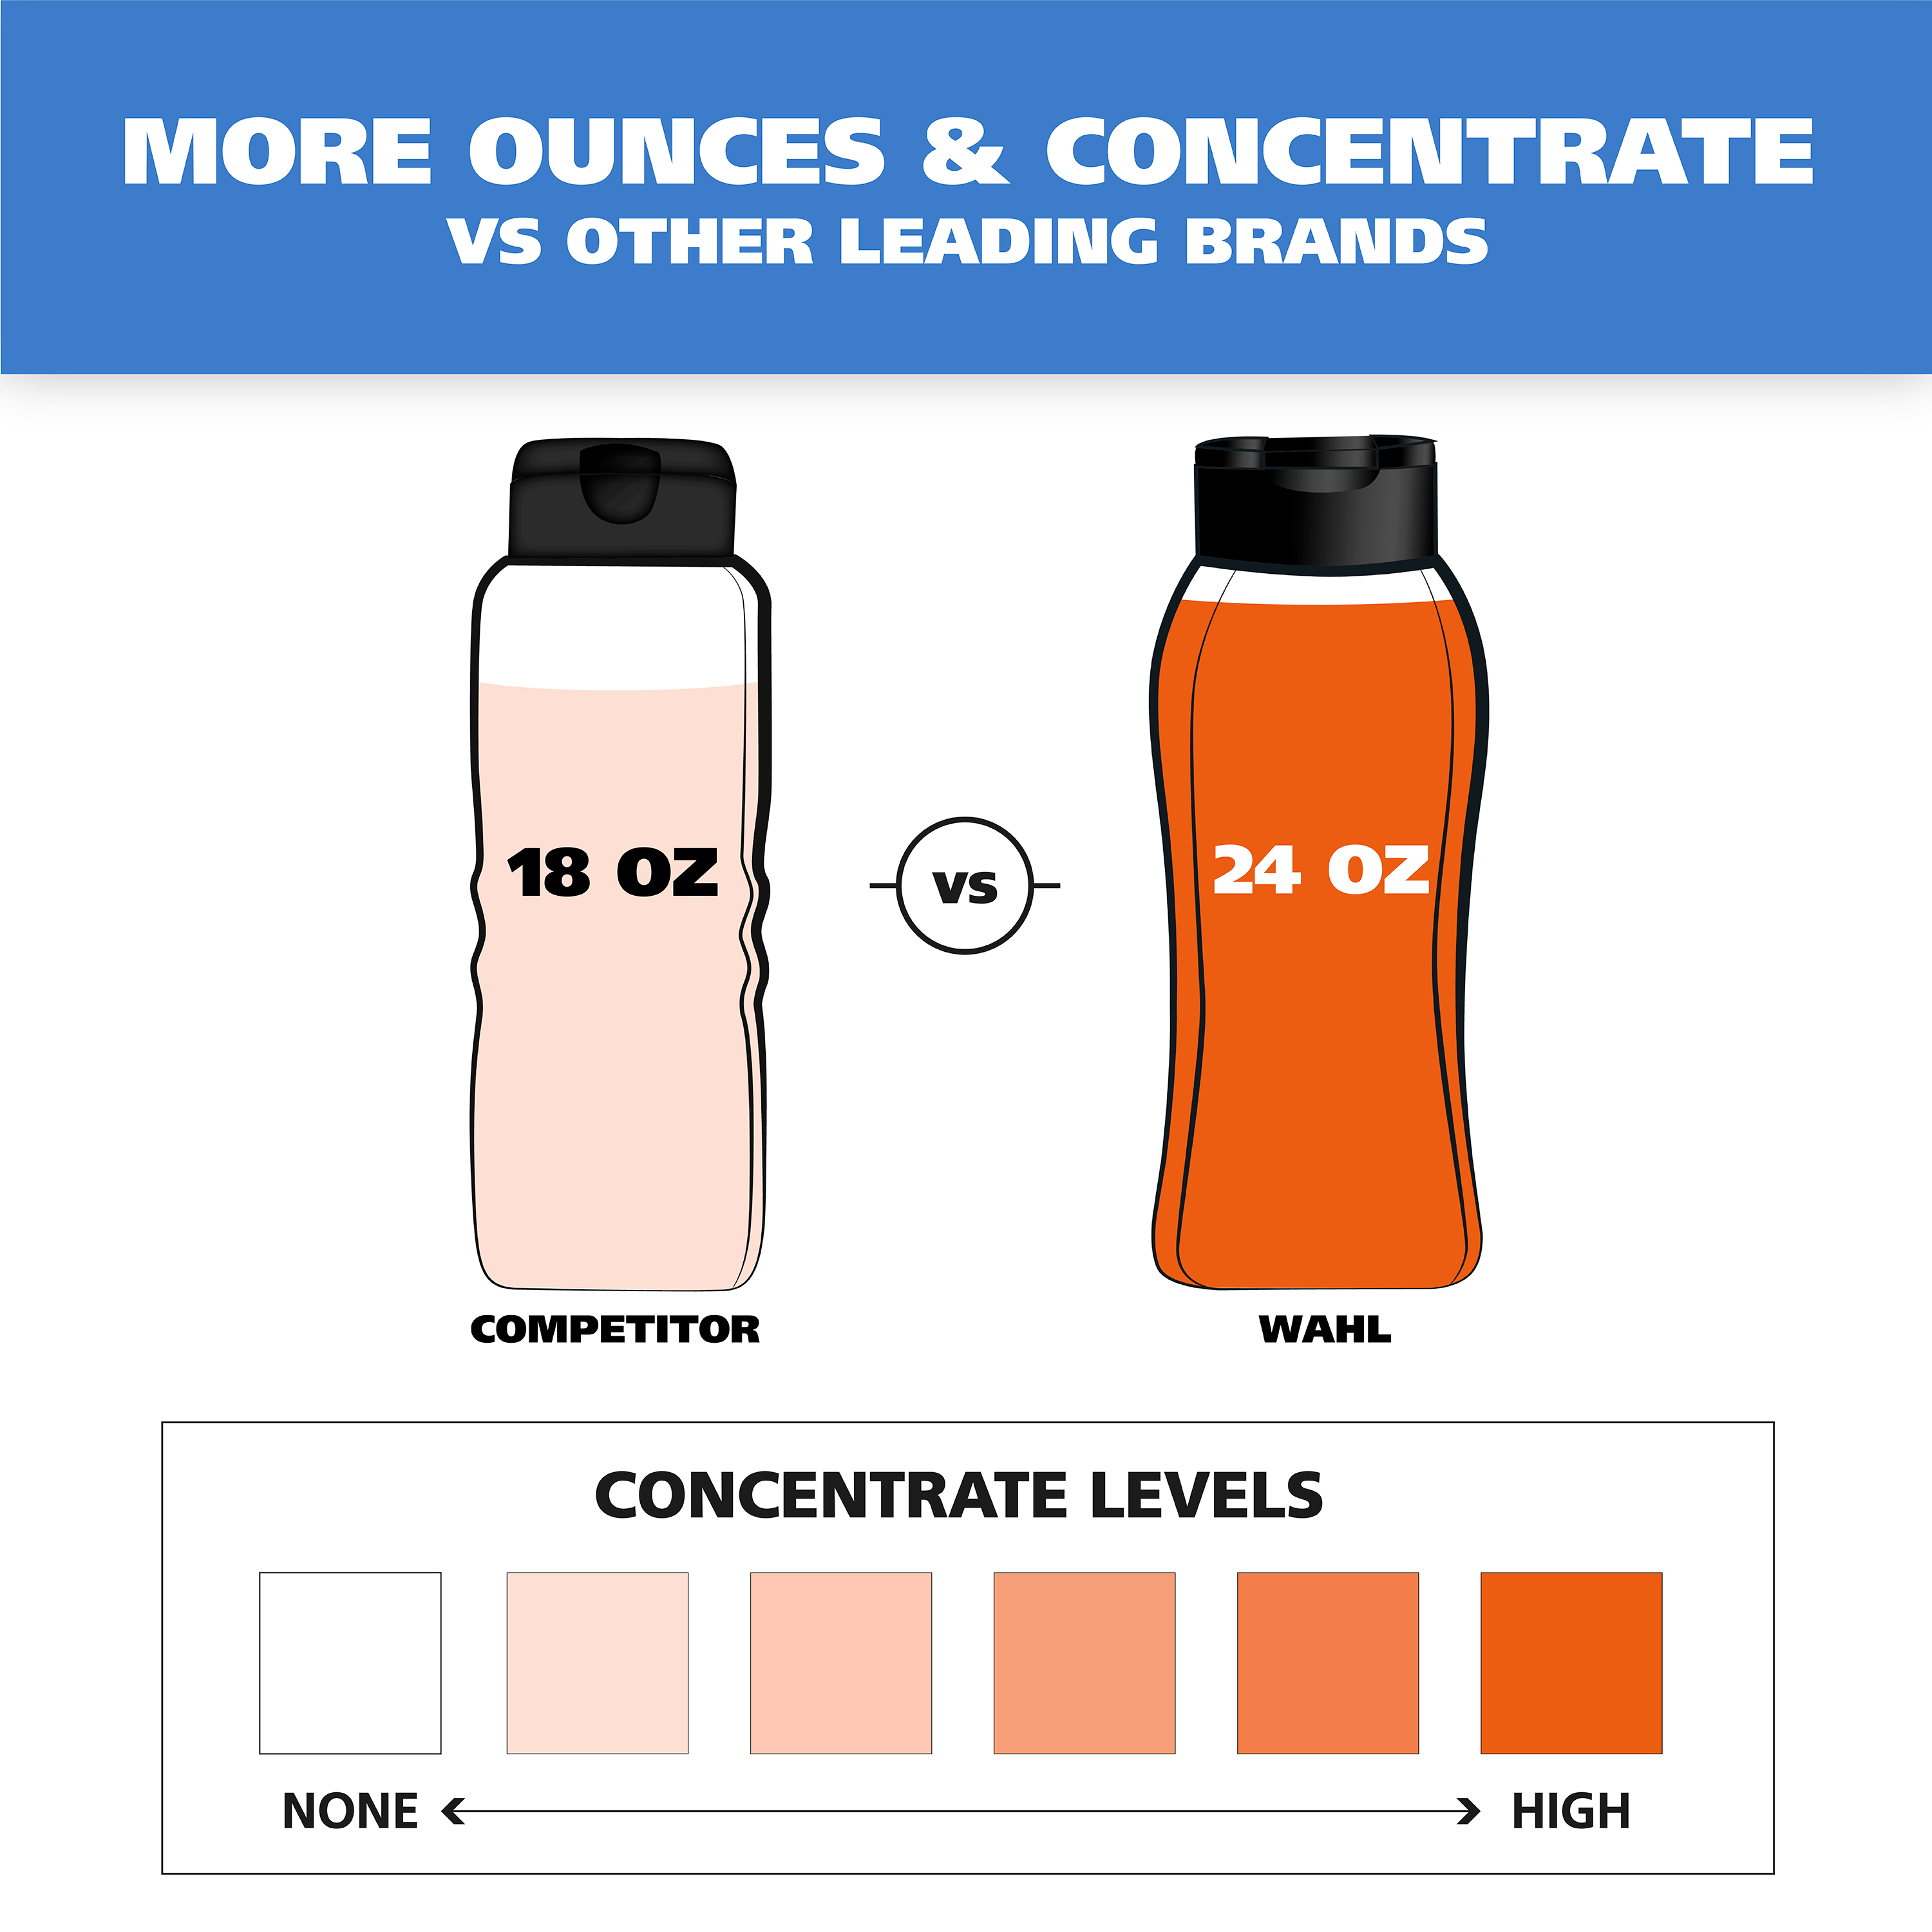 MORE OUNCES & CONCENTRATE
VS OTHER LEADING BRANDS
18 OZ
VS
24 OZ
COMPETITOR
WAHL
CONCENTRATE LEVELS
NONE
HIGH